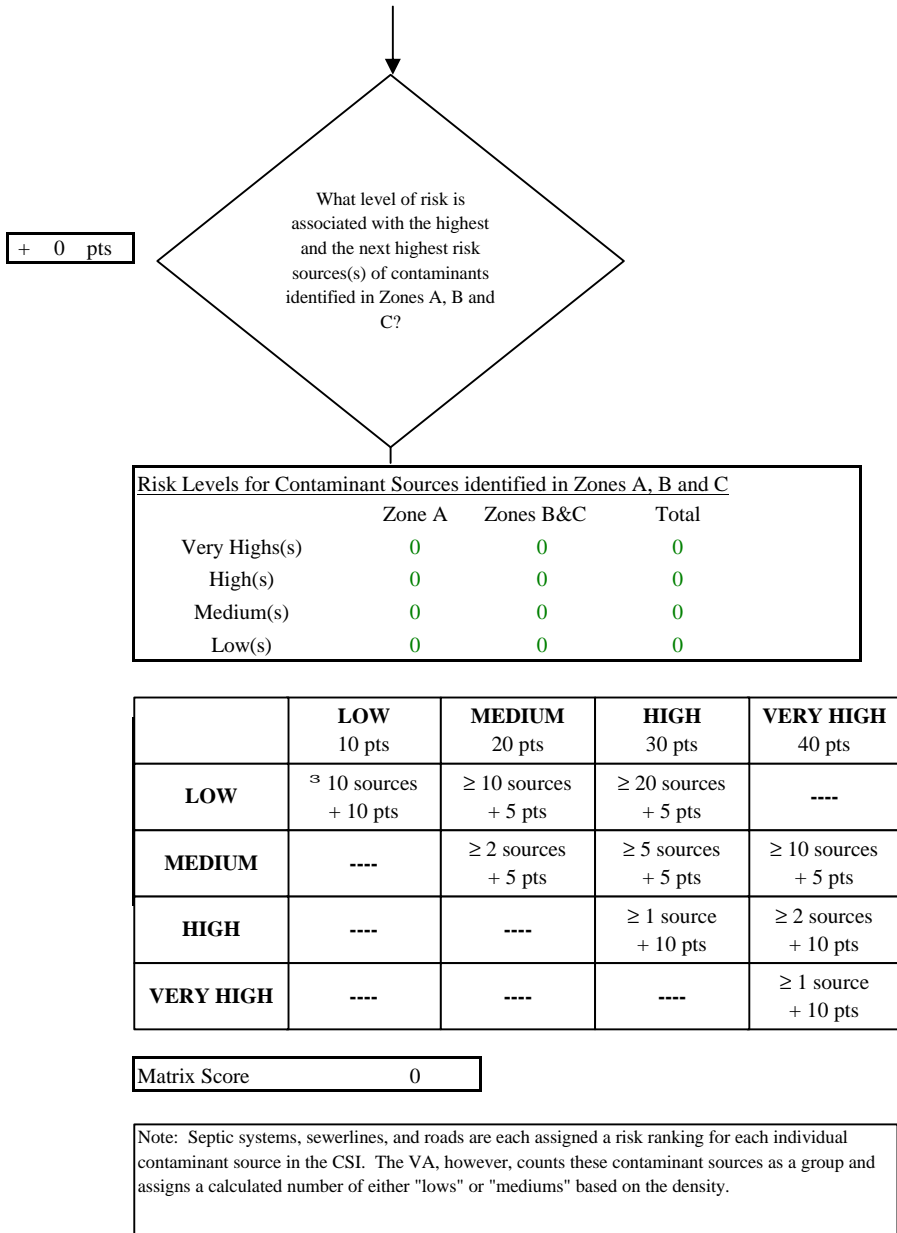 What level of risk is
associated with the highest
and the next highest risk
sources(s) of contaminants
identified in Zones A, B and
C?
+ 0 pts
Risk Levels for Contaminant Sources identified in Zones A, B and C
Zone A Zones B&C Total
Very Highs(s) 0 0 0
High(s) 0 0 0
Medium(s) 0 0 0
Low(s) 0 0 0
LOW MEDIUM HIGH VERY HIGH
10 pts 20 pts 30 pts 40 pts
LOW ³ 10 sources ≥ 10 sources ≥ 20 sources ----
+ 10 pts + 5 pts + 5 pts
MEDIUM ---- ≥ 2 sources ≥ 5 sources ≥ 10 sources
+ 5 pts + 5 pts + 5 pts
HIGH ---- ---- ≥ 1 source ≥ 2 sources
+ 10 pts + 10 pts
VERY HIGH ---- ---- ---- ≥ 1 source
+ 10 pts
Matrix Score 0
Note: Septic systems, sewerlines, and roads are each assigned a risk ranking for each individual
contaminant source in the CSI. The VA, however, counts these contaminant sources as a group and
assigns a calculated number of either "lows" or "mediums" based on the density.